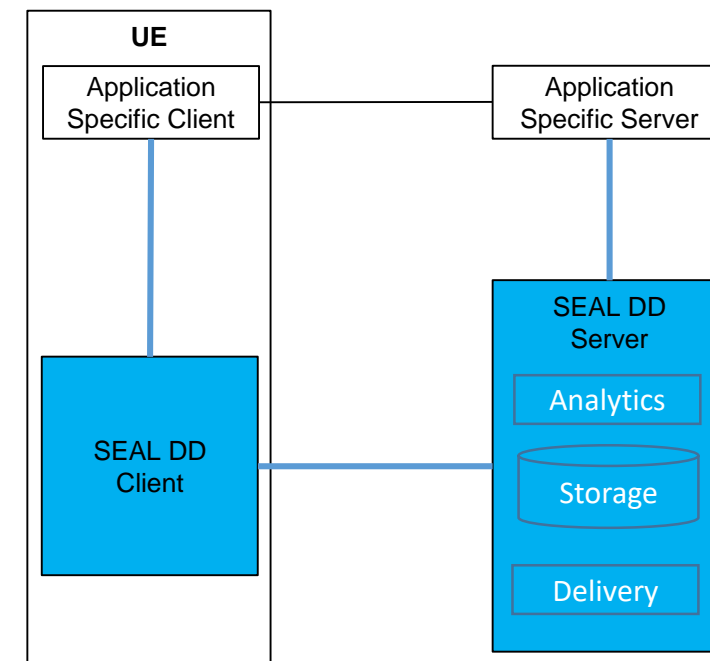 UE
Application
Specific Client
Application
Specific Server
SEAL DD
Client
SEAL DD
Server
Analytics
Storage
Delivery